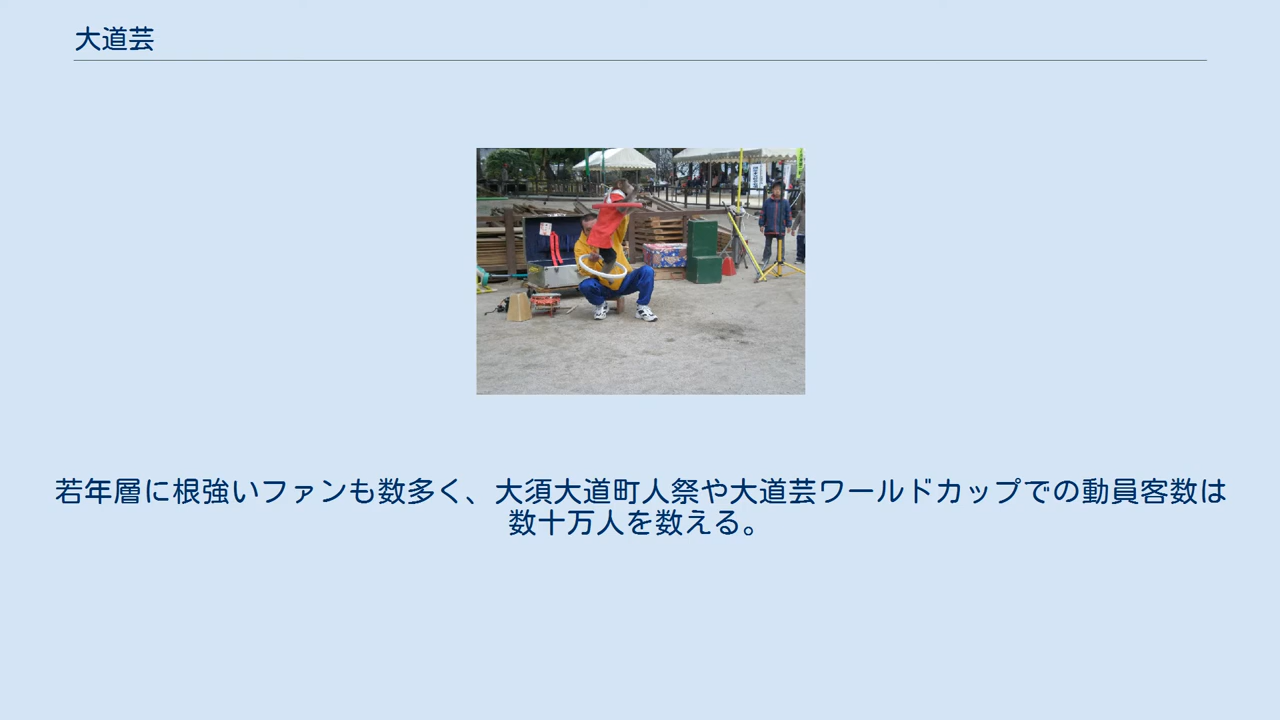 大道芸
若年層に根強いファンも数多く、大須大道町人祭や大道芸ワールドカップでの動員客数は
数十万人を数える。